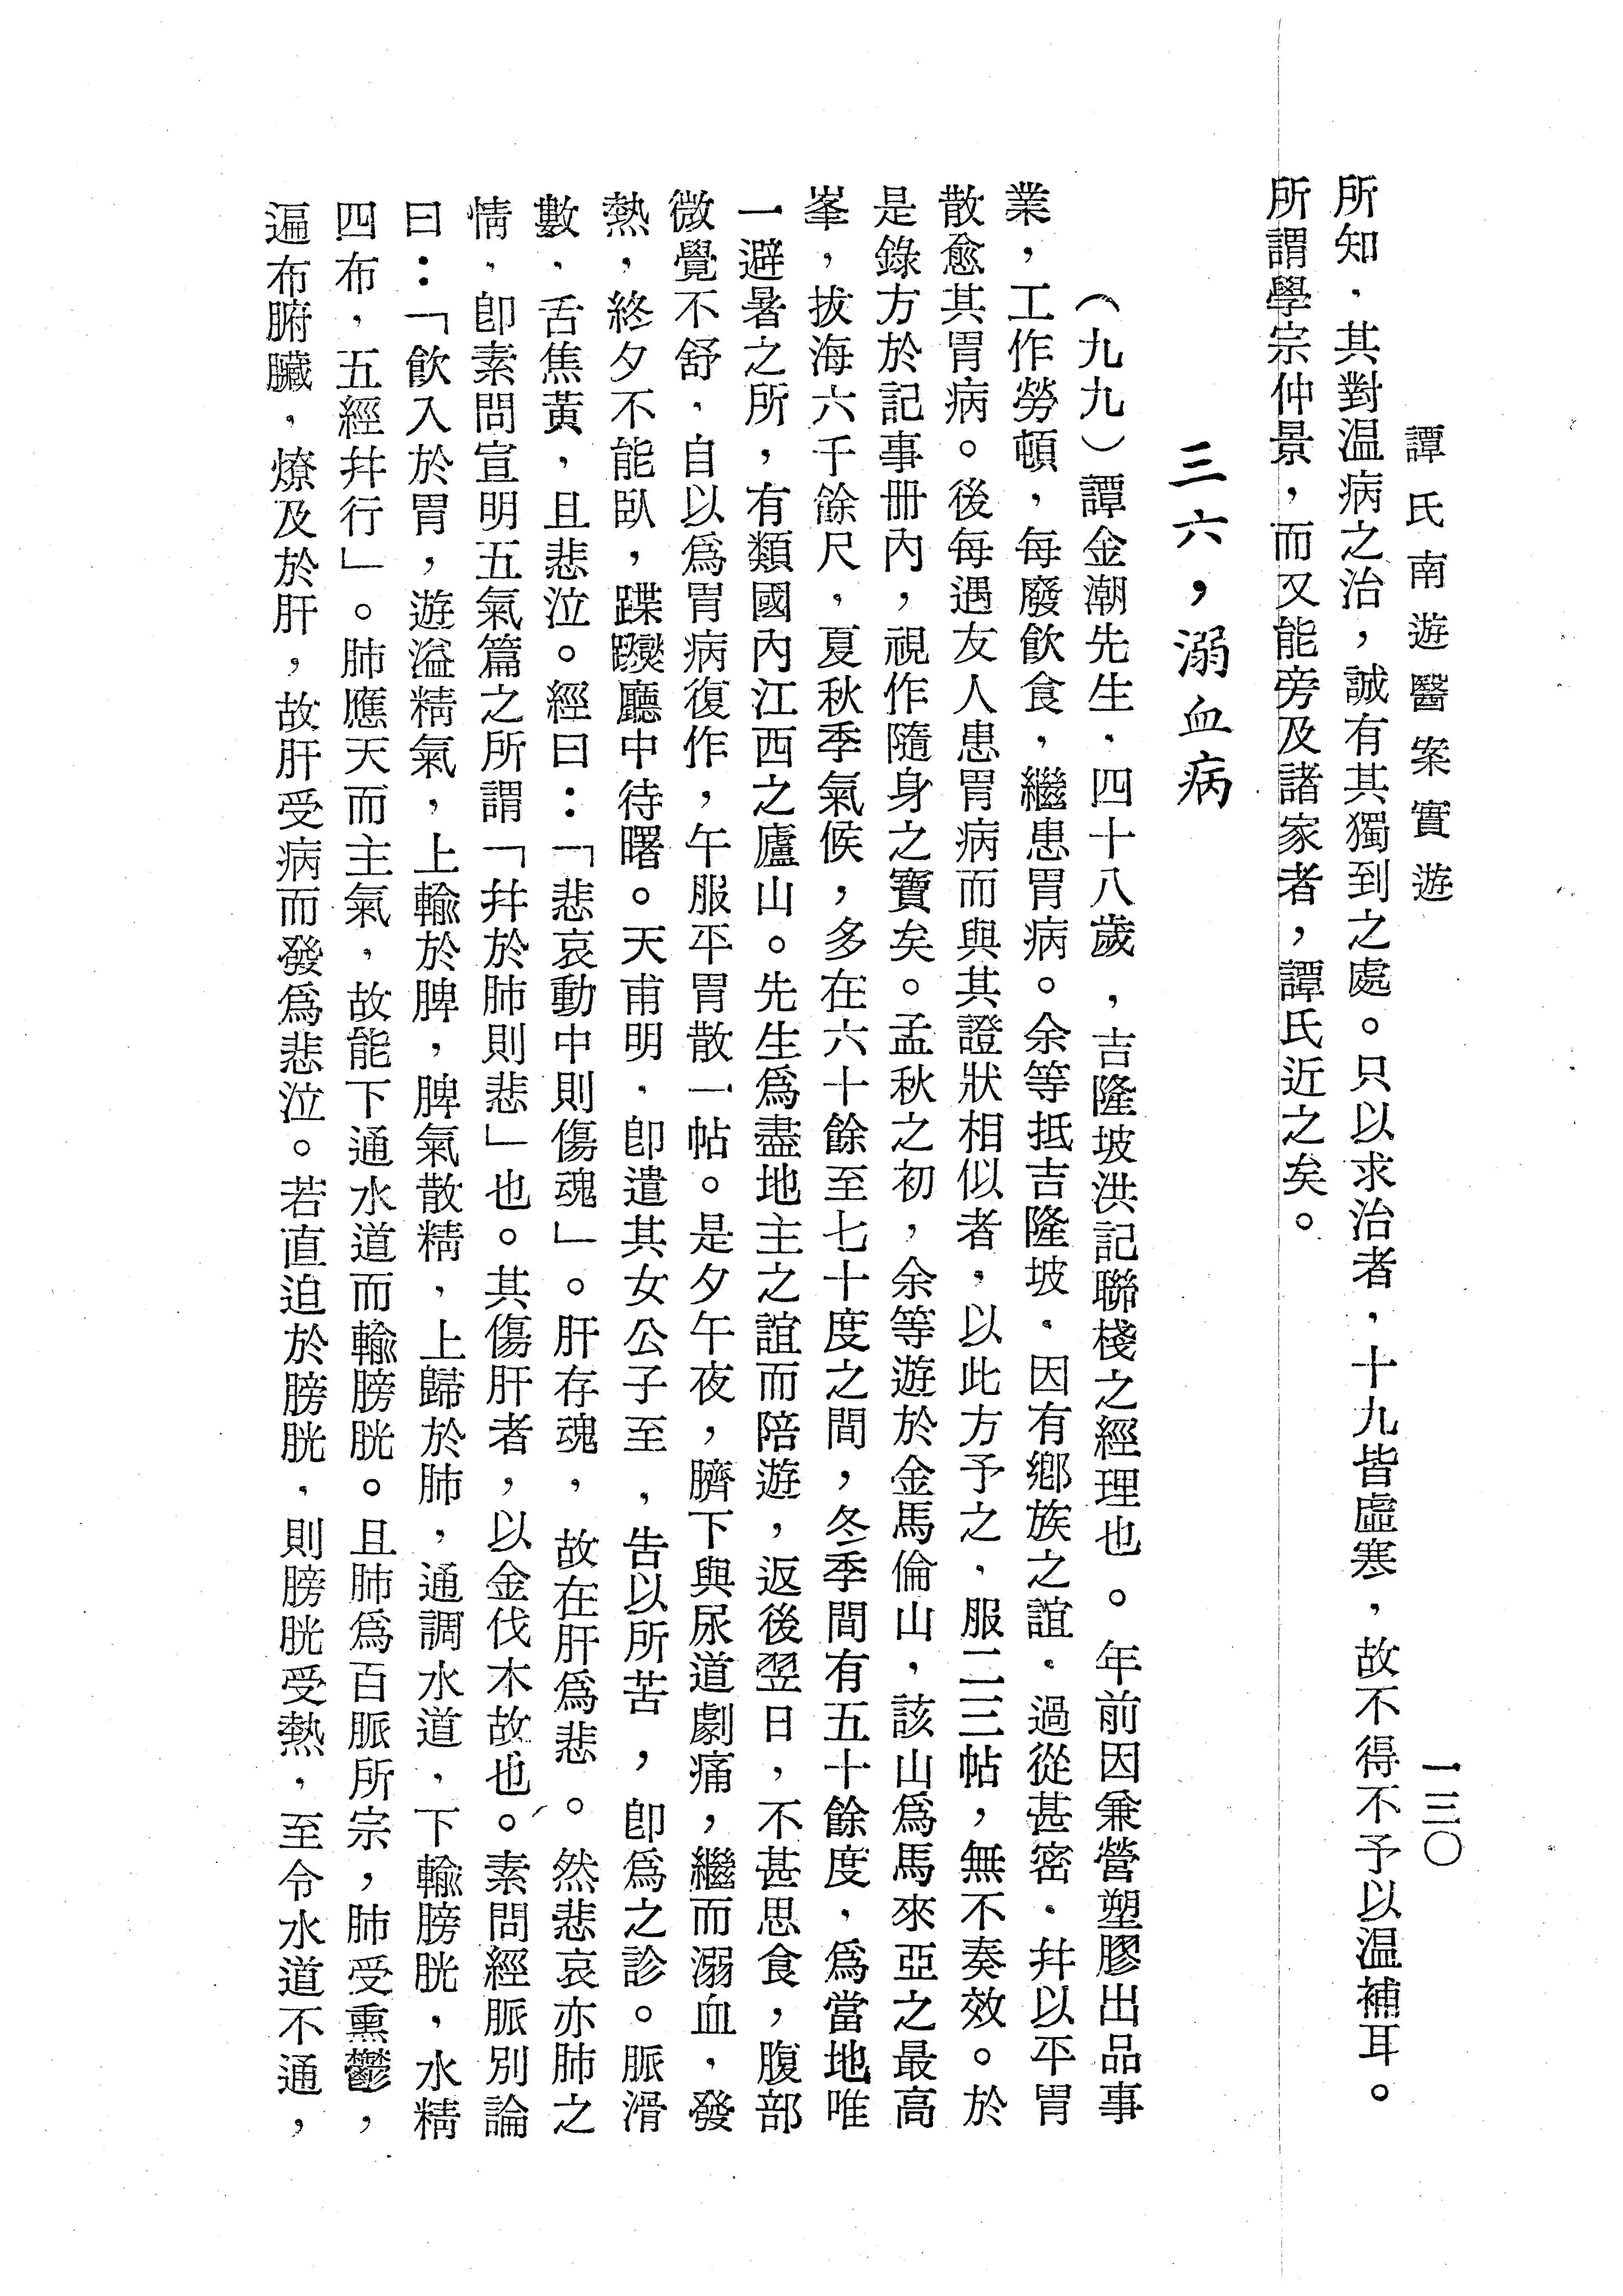 譚氏南遊醫案實遊
一三〇
所知，其對温病之治，誠有其獨到之處。只以求治者，十九皆虛寒，故不得不予以温補耳。
所謂學宗仲景，而又能旁及諸家者，譚氏近之矣。
三六，溺血病
（九九）譚金潮先生，四十八歲，吉隆坡洪記聯棧之經理也。年前因兼營塑膠出品事
業，工作勞頓，每廢飲食，繼患胃病。余等抵吉隆坡，因有鄉族之誼，過從甚密，幷以平胃
散愈其胃病。後每遇友人患胃病而與其證狀相似者，以此方予之，服二三帖，無不奏效。於
是錄方於記事冊內，視作隨身之寶矣。孟秋之初，余等遊於金馬倫山，該山爲馬來亞之最高
峯，拔海六千餘尺，夏秋季氣候，多在六十餘至七十度之間，冬季間有五十餘度，爲當地唯
一避暑之所，有類國內江西之廬山。先生爲盡地主之誼而陪遊，返後翌日，不甚思食，腹部
微覺不舒，自以爲胃病復作，午服平胃散一帖。是夕午夜，臍下與尿道劇痛，繼而溺血，發
熱，終夕不能臥，蹀躞廳中待曙。天甫明，卽遣其女公子至，告以所苦，卽爲之診。脈滑
數，舌焦黃，且悲泣。經曰：「悲哀動中則傷魂」。肝存魂，故在肝爲悲。然悲哀亦肺之
情，卽素問宣明五氣篇之所謂「幷於肺則悲」也。其傷肝者，以金伐木故也。素問經脈別論
曰：「飲入於胃，遊溢精氣，上輸於脾，脾氣散精，上歸於肺，通調水道，下輸膀胱，水精
四布，五經幷行」。肺應天而主氣，故能下通水道而輸膀胱。且肺爲百脈所宗，肺受熏鬱，
遍布腑臟，燎及於肝，故肝受病而發爲悲泣。若直迫於膀胱，則膀胱受熱，至令水道不通，